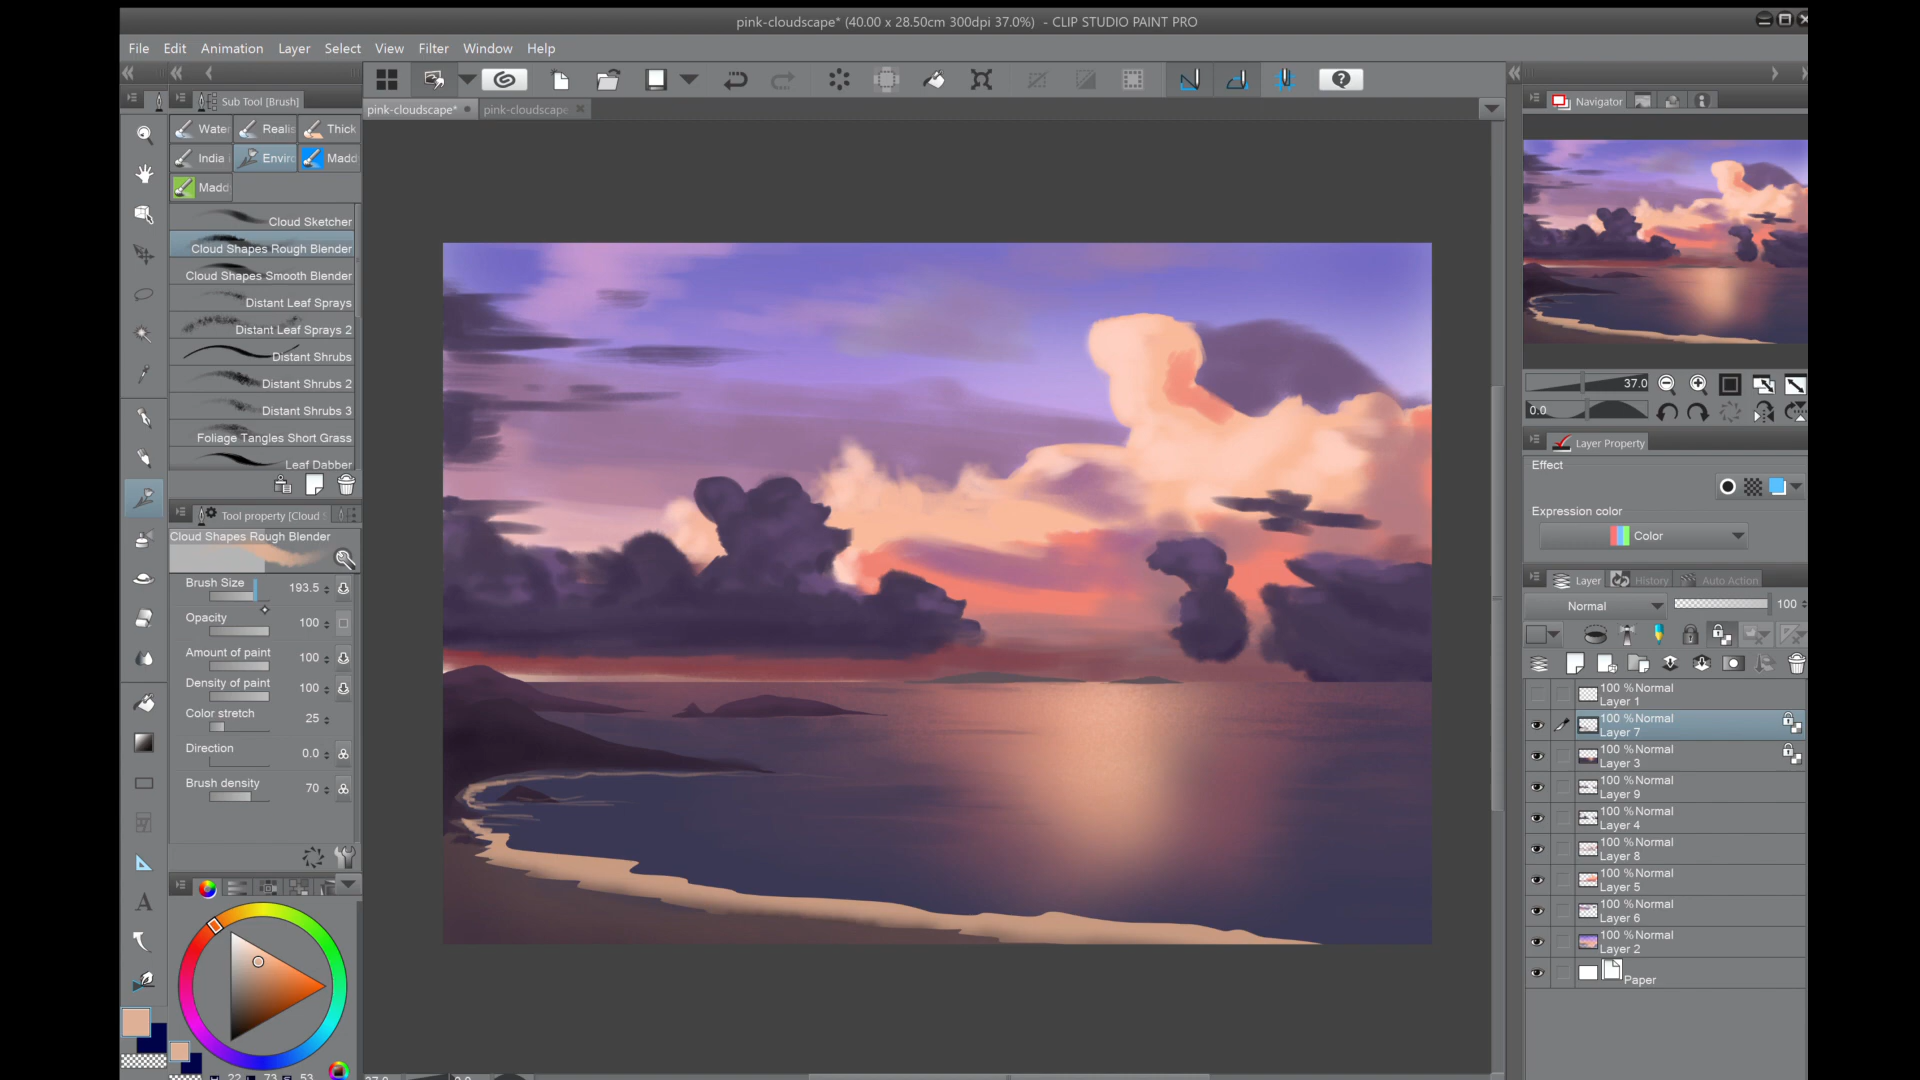 pink-cloudscape* (40.00 x 28.50cm 300dpi 37.0%) - CLIP STUDIO PAINT PRO
File Edit Animation Layer Select View Filter Window Help
Sub Tool [Brush]
pink-cloudscape* pink-cloudscape
Water Realis Thick
India Enviro Madd
Madd
Cloud Sketcher
Cloud Shapes Rough Blender
Cloud Shapes Smooth Blender
Distant Leaf Sprays
Distant Leaf Sprays 2
Distant Shrubs
Distant Shrubs 2
Distant Shrubs 3
Foliage Tangles Short Grass
Leaf Dabber
Tool property [Cloud
Cloud Shapes Rough Blender
Brush Size 193.5
Opacity 100
Amount of paint 100
Density of paint 100
Color stretch 25
Direction 0.0
Brush density 70
A
22 73 53
Navigator
37.0
0.0
Layer Property
Effect
Expression color
Color
Layer History Auto Action
Normal 100
100 % Normal
Layer 1
100 % Normal
Layer 7
100 % Normal
Layer 3
100 % Normal
Layer 9
100 % Normal
Layer 4
100 % Normal
Layer 8
100 % Normal
Layer 5
100 % Normal
Layer 6
100 % Normal
Layer 2
Paper